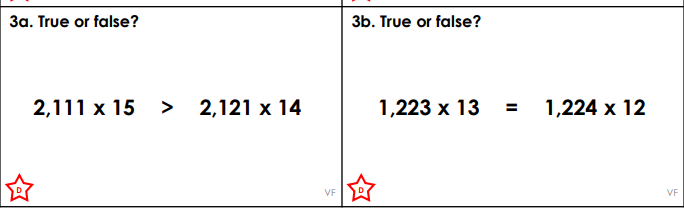 3a. True or false?
2,111 x 15 > 2,121 x 14
D
VF
3b. True or false?
1,223 x 13 = 1,224 x 12
D
VF